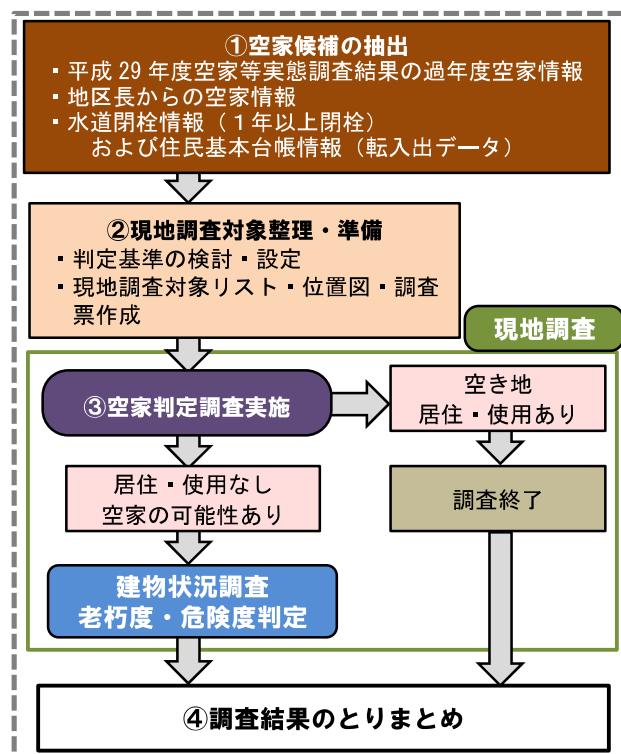 ①空家候補の抽出
・平成 29 年度空家等実態調査結果の過年度空家情報
・地区長からの空家情報
・水道閉栓情報（１年以上閉栓）
および住民基本台帳情報（転入出データ）
②現地調査対象整理・準備
・判定基準の検討・設定
・現地調査対象リスト・位置図・調査
票作成
現地調査
③空家判定調査実施
空き地
居住・使用あり
居住・使用なし
空家の可能性あり
調査終了
建物状況調査
老朽度・危険度判定
④調査結果のとりまとめ